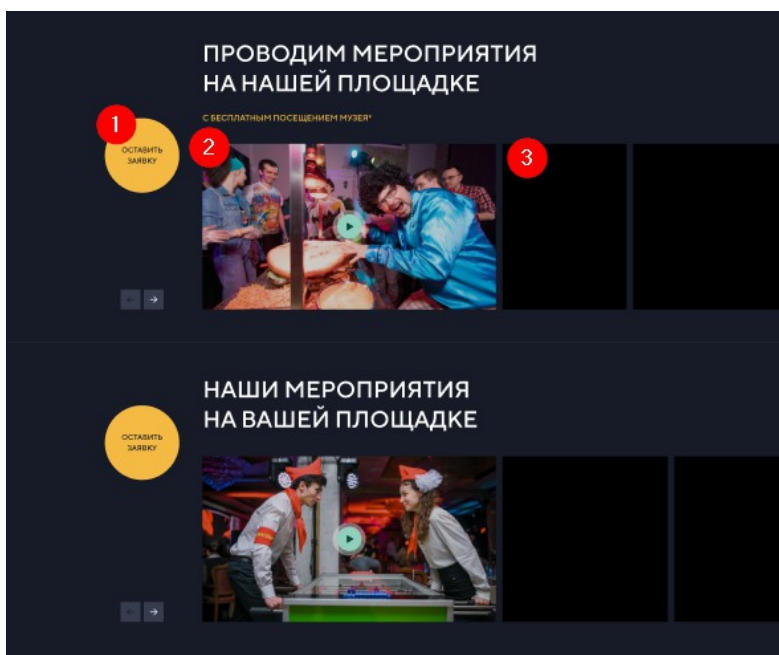 ПРОВОДИМ МЕРОПРИЯТИЯ
НА НАШЕЙ ПЛОЩАДКЕ
С БЕСПЛАТНЫМ ПОСЕЩЕНИЕМ МУЗЕЯ*
1
ОСТАВИТЬ
ЗАЯВКУ
2
3
НАШИ МЕРОПРИЯТИЯ
НА ВАШЕЙ ПЛОЩАДКЕ
ОСТАВИТЬ
ЗАЯВКУ